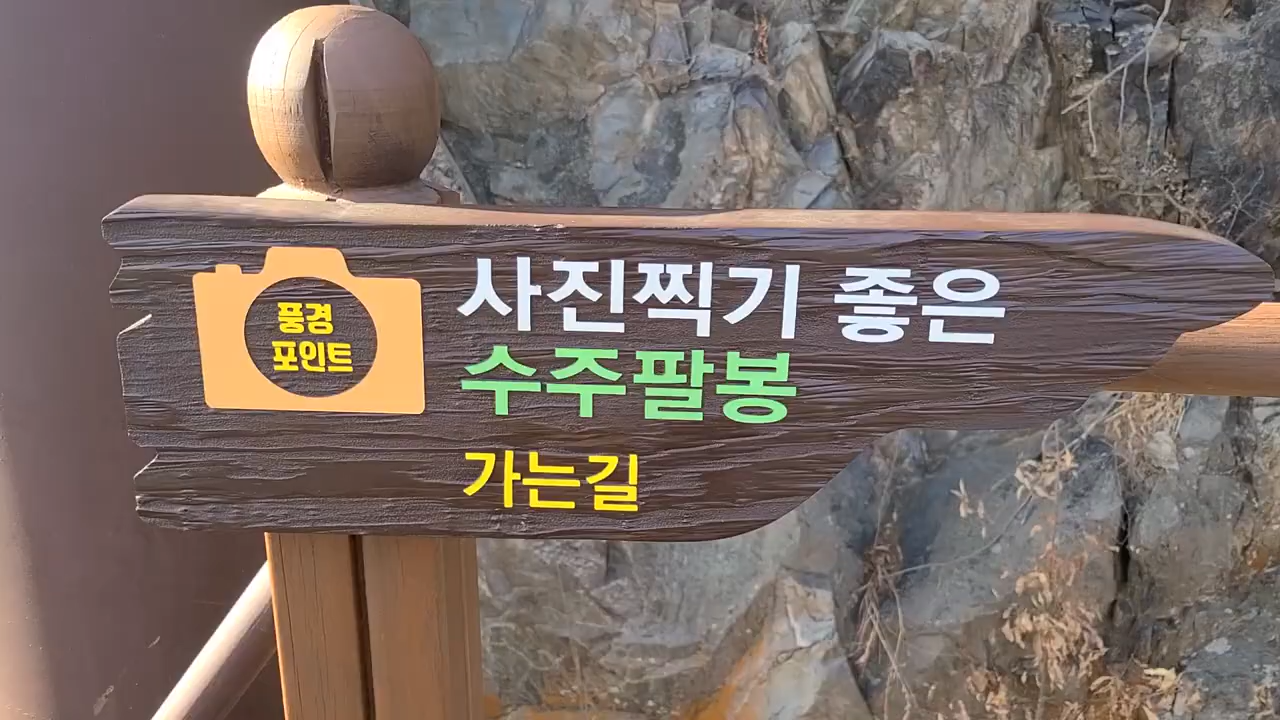 풍경
포인트
사진찍기 좋은
수주팔봉
가는길